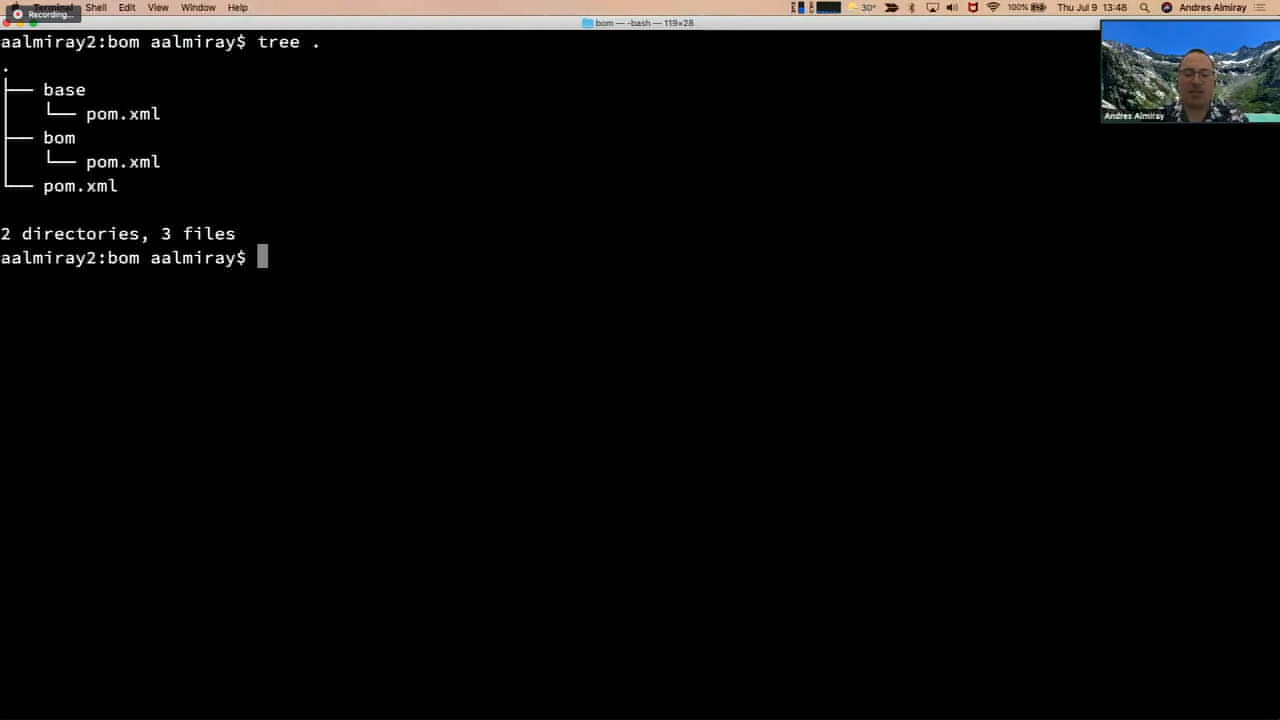 Terminal Shell Edit View Window Help 30° 100% Thu Jul 9 13:48 Andres Almiray
Recording...
bom — -bash — 119×28
aalmiray2:bom aalmiray$ tree .
.
├── base
│   └── pom.xml
├── bom
│   └── pom.xml
└── pom.xml
2 directories, 3 files
aalmiray2:bom aalmiray$
Andres Almiray